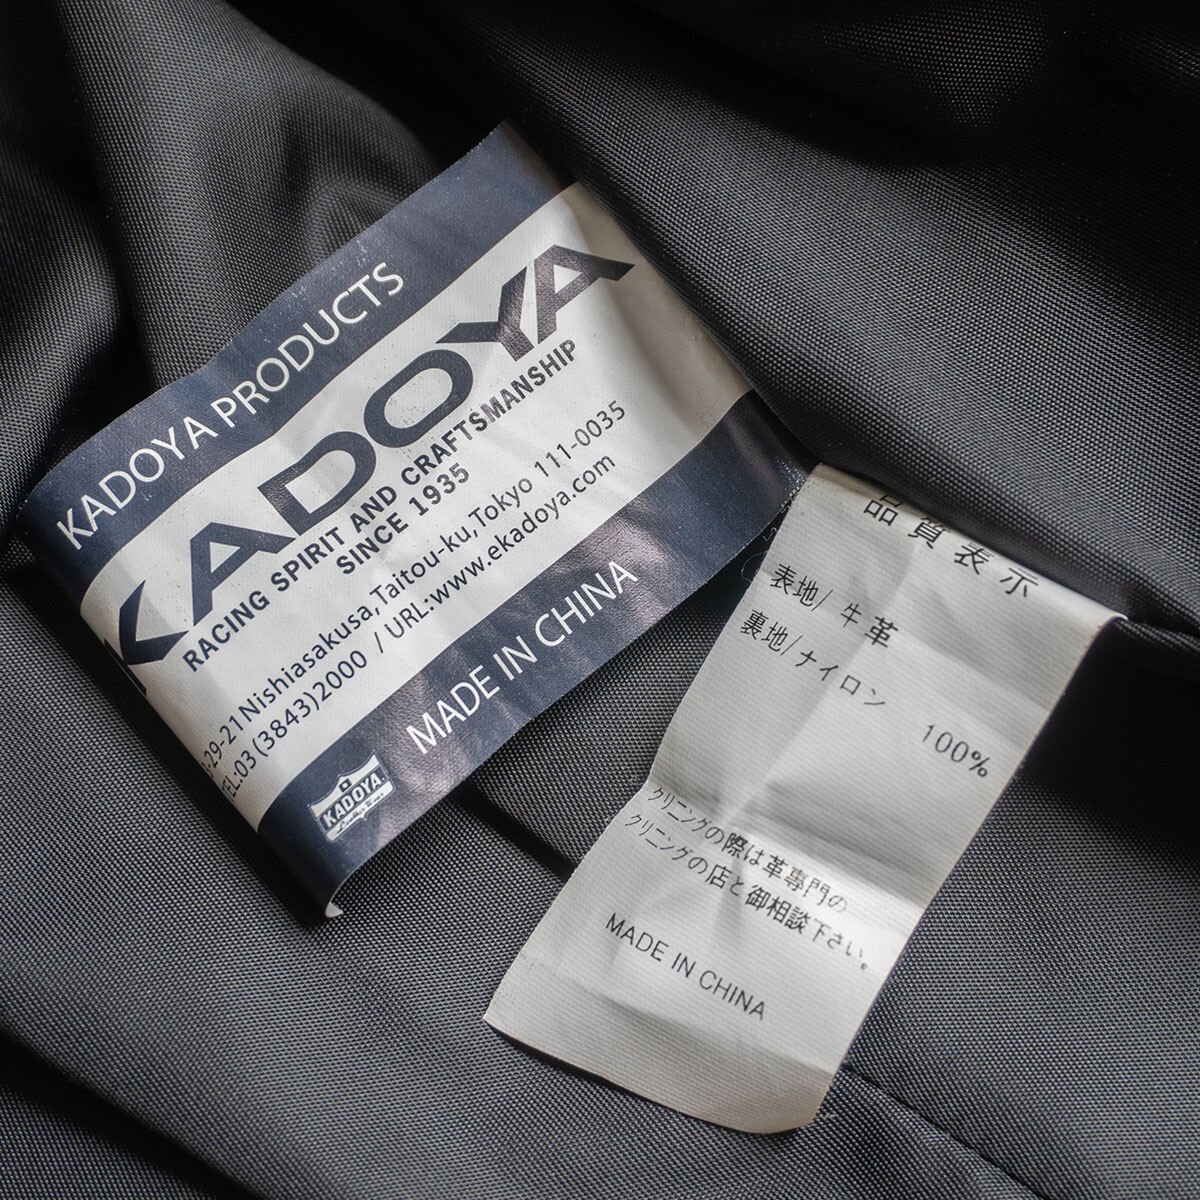 KADOYA PRODUCTS
KADOYA
RACING SPIRIT AND CRAFTSMANSHIP
SINCE 1935
-29-21 Nishiasakusa,Taitou-ku,Tokyo 111-0035
TEL:03(3843)2000 / URL:www.ekadoya.com
MADE IN CHINA
KADOYA
品質表示
表地/ 牛革
裏地/ナイロン 100%
クリニングの際は革専門の
クリニングの店と御相談下さい。
MADE IN CHINA